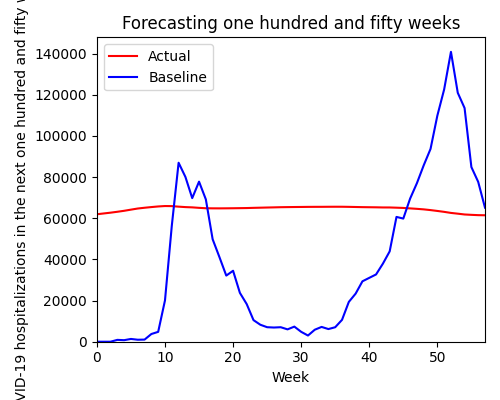 Forecasting one hundred and fifty weeks
Actual
Baseline
VID-19 hospitalizations in the next one hundred and fifty
140000
120000
100000
80000
60000
40000
20000
0
0 10 20 30 40 50
Week